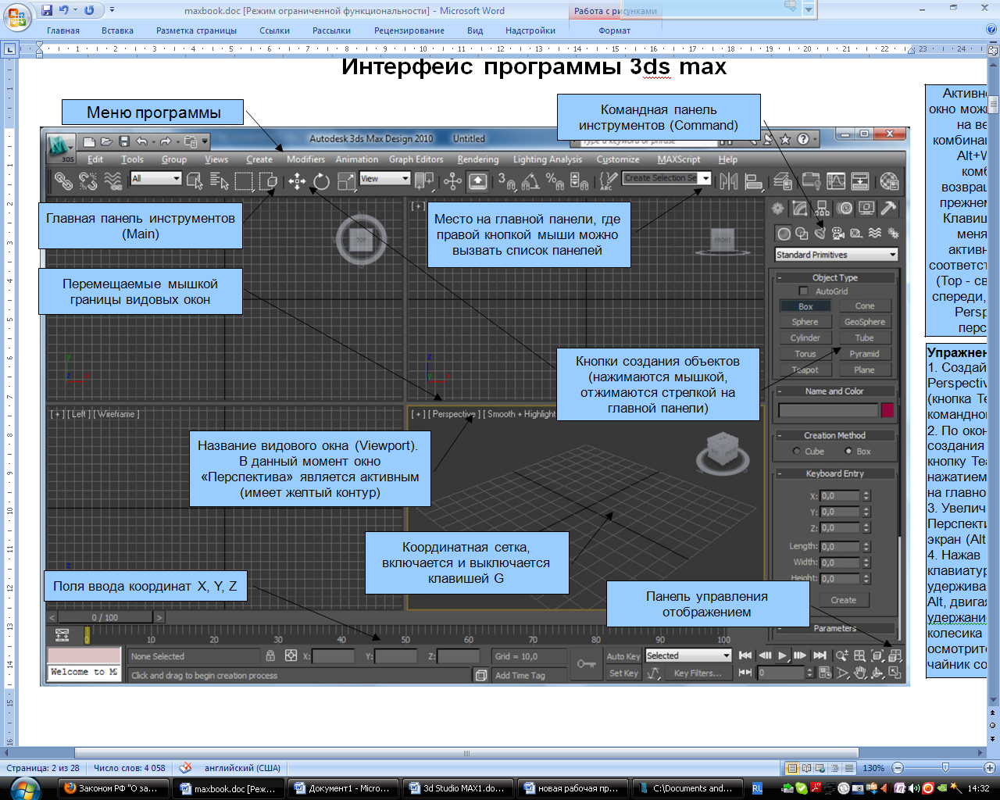 maxbook.doc [Режим ограниченной функциональности] - Microsoft Word
Работа с рисунками
Главная Вставка Разметка страницы Ссылки Рассылки Рецензирование Вид Надстройки Формат
Интерфейс программы 3ds max
Меню программы
Командная панель
инструментов (Command)
Autodesk 3ds Max Design 2010 Untitled
Type a keyword or phrase
3DS
Edit Tools Group Views Create Modifiers Animation Graph Editors Rendering Lighting Analysis Customize MAXScript Help
All
View
Create Selection Se
Главная панель инструментов
(Main)
Место на главной панели, где
правой кнопкой мыши можно
вызвать список панелей
TOP
[ + ]
FRONT
Перемещаемые мышкой
границы видовых окон
Кнопки создания объектов
(нажимаются мышкой,
отжимаются стрелкой на
главной панели)
Standard Primitives
Object Type
AutoGrid
Box Cone
Sphere GeoSphere
Cylinder Tube
Torus Pyramid
Teapot Plane
Name and Color
Creation Method
Cube Box
Keyboard Entry
X: 0,0
Y: 0,0
Z: 0,0
Length: 0,0
Width: 0,0
Height: 0,0
Create
Parameters
[ + ] [ Left ] [ Wireframe ]
[ + ] [ Perspective ] [ Smooth + Highlight
Название видового окна (Viewport).
В данный момент окно
«Перспектива» является активным
(имеет желтый контур)
Координатная сетка,
включается и выключается
клавишей G
Поля ввода координат X, Y, Z
Панель управления
отображением
0 / 100
0 10 20 30 40 50 60 70 80 90 100
None Selected X: Y: Z: Grid = 10,0 Auto Key Selected
Welcome to M
Click and drag to begin creation process Add Time Tag Set Key Key Filters... 0
Активно
окно мож
на ве
комбинац
Alt+W
комб
возвращ
прежнем
Клавиш
меня
активн
соответст
(Top - св
спереди,
Persp
перс
Упражнен
1. Создай
Perspectiv
(кнопка Te
командно
2. По окон
создания
кнопку Tea
нажатием
на главно
3. Увелич
Перспекти
экран (Alt
4. Нажав
клавиатур
удержива
Alt, двигая
удержание
колесика
осмотрите
чайник со
Страница: 2 из 28 Число слов: 4 058 английский (США) 130%
Законом РФ "О за... maxbook.doc [Реж... Документ1 - Micro... 3d Studio MAX1.do... новая рабочая пр... C:\Documents and... RU 14:32